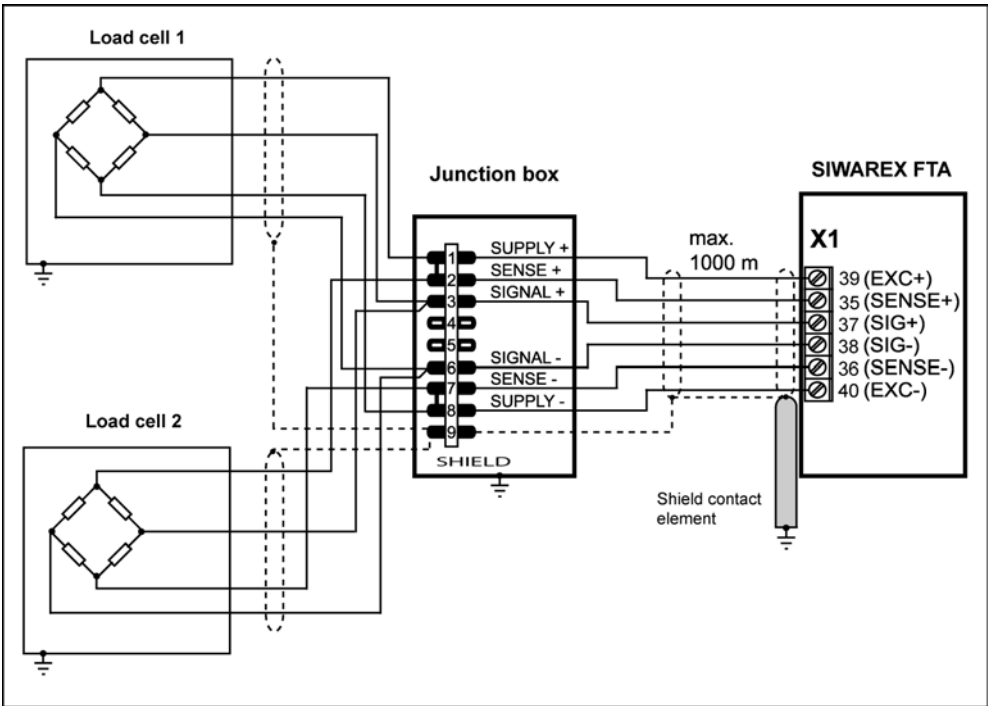 Load cell 1
Junction box
SIWAREX FTA
X1
max.
1000 m
1 SUPPLY +
2 SENSE +
3 SIGNAL +
4
5
6 SIGNAL -
7 SENSE -
8 SUPPLY -
9
SHIELD
39 (EXC+)
35 (SENSE+)
37 (SIG+)
38 (SIG-)
36 (SENSE-)
40 (EXC-)
Load cell 2
Shield contact
element